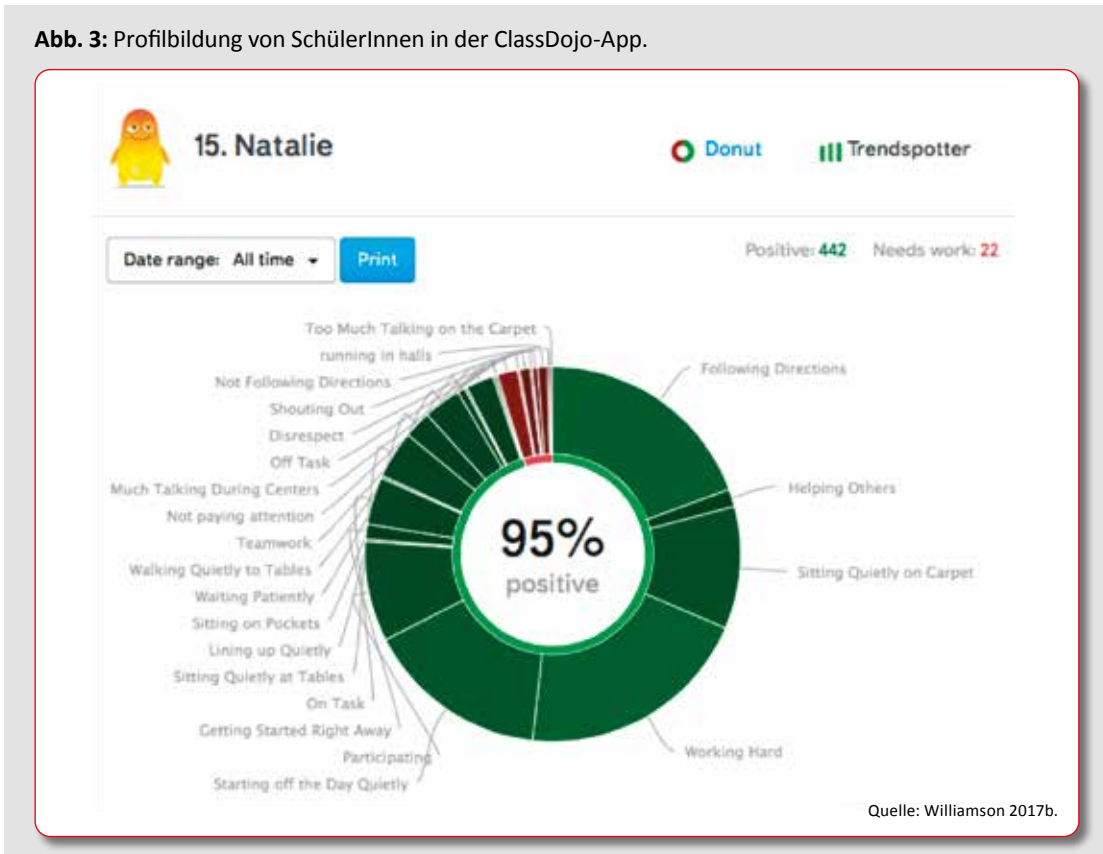 Abb. 3: Profilbildung von SchülerInnen in der ClassDojo-App.
15. Natalie
Donut
Trendspotter
Date range: All time
Print
Positive: 442
Needs work: 22
Too Much Talking on the Carpet
running in halls
Not Following Directions
Shouting Out
Disrespect
Off Task
Much Talking During Centers
Not paying attention
Teamwork
Walking Quietly to Tables
Waiting Patiently
Sitting on Pockets
Lining up Quietly
Sitting Quietly at Tables
On Task
Getting Started Right Away
Participating
Starting off the Day Quietly
Following Directions
Helping Others
Sitting Quietly on Carpet
Working Hard
95%
positive
Quelle: Williamson 2017b.